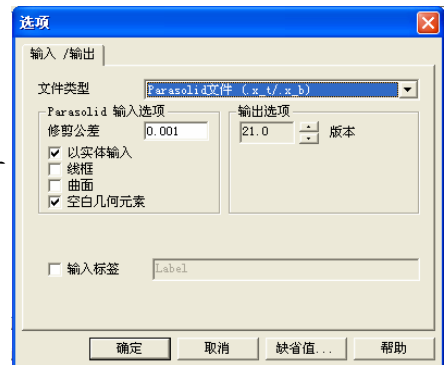 选项
输入 /输出
文件类型 Parasolid文件 (.x_t/.x_b)
Parasolid 输入选项
修剪公差 0.001
以实体输入
线框
曲面
空白几何元素
输出选项
21.0 版本
输入标签 Label
确定 取消 缺省值... 帮助